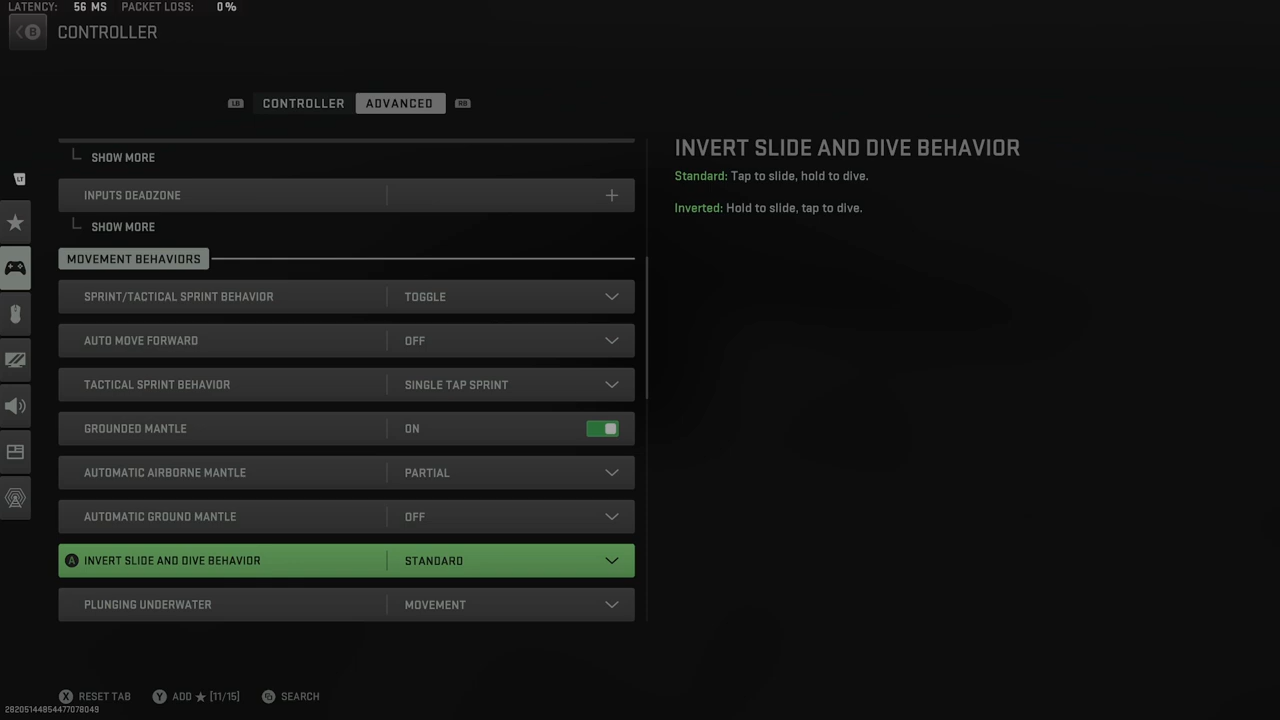 LATENCY: 56 MS PACKET LOSS: 0 %
B CONTROLLER
LB CONTROLLER ADVANCED RB
INVERT SLIDE AND DIVE BEHAVIOR
Standard: Tap to slide, hold to dive.
Inverted: Hold to slide, tap to dive.
SHOW MORE
LT
INPUTS DEADZONE
SHOW MORE
MOVEMENT BEHAVIORS
SPRINT/TACTICAL SPRINT BEHAVIOR TOGGLE
AUTO MOVE FORWARD OFF
TACTICAL SPRINT BEHAVIOR SINGLE TAP SPRINT
GROUNDED MANTLE ON
AUTOMATIC AIRBORNE MANTLE PARTIAL
AUTOMATIC GROUND MANTLE OFF
A INVERT SLIDE AND DIVE BEHAVIOR STANDARD
PLUNGING UNDERWATER MOVEMENT
X RESET TAB Y ADD ★ [11/15] SEARCH
28205144854477078049